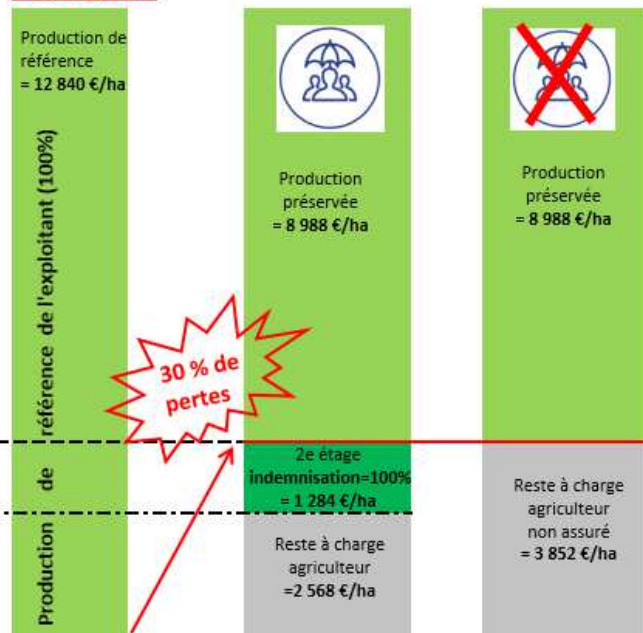 Production de
référence
= 12 840 €/ha
Production de référence de l'exploitant (100%)
30 % de
pertes
Production
préservée
= 8 988 €/ha
2e étage
indemnisation=100%
= 1 284 €/ha
Reste à charge
agriculteur
=2 568 €/ha
Production
préservée
= 8 988 €/ha
Reste à charge
agriculteur
non assuré
= 3 852 €/ha